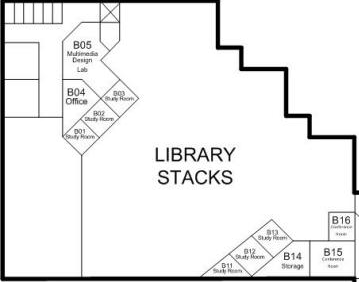 B05
Multimedia
Design
Lab
B04
Office
B03
Study Room
B02
Study Room
B01
Study Room
LIBRARY
STACKS
B13
Study Room
B12
Study Room
B11
Study Room
B14
Storage
B16
Conference
Room
B15
Conference
Room